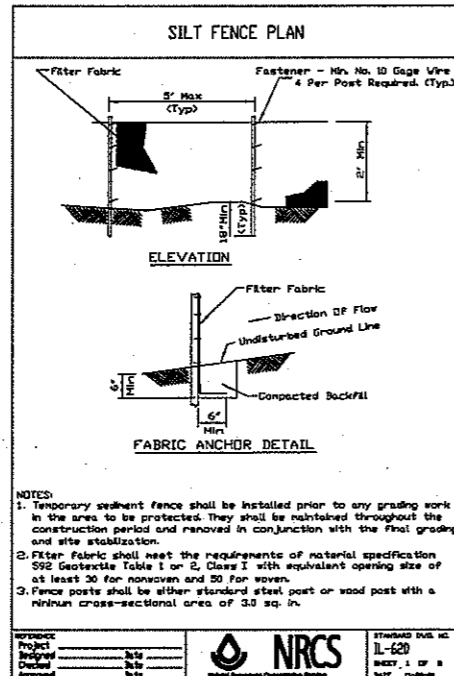 SILT FENCE PLAN
Filter Fabric
Fastener - Min. No. 10 Gage Wire
4 Per Post Required. (Typ.)
5' Max
(Typ)
2' Min
18" Min
(Typ)
ELEVATION
Filter Fabric
Direction Of Flow
Undisturbed Ground Line
6"
Min
Compacted Backfill
6"
Min
FABRIC ANCHOR DETAIL
NOTES:
1. Temporary sediment fence shall be installed prior to any grading work
in the area to be protected. They shall be maintained throughout the
construction period and removed in conjunction with the final grading
and site stabilization.
2. Filter fabric shall meet the requirements of material specification
592 Geotextile Table 1 or 2, Class I with equivalent opening size of
at least 30 for nonwoven and 50 for woven.
3. Fence posts shall be either standard steel post or wood post with a
minimum cross-sectional area of 3.0 sq. in.
REFERENCE
Project
Designed Date
Checked Date
Approved Date
NRCS
STANDARD DWG. NO.
IL-620
SHEET 1 OF
DATE